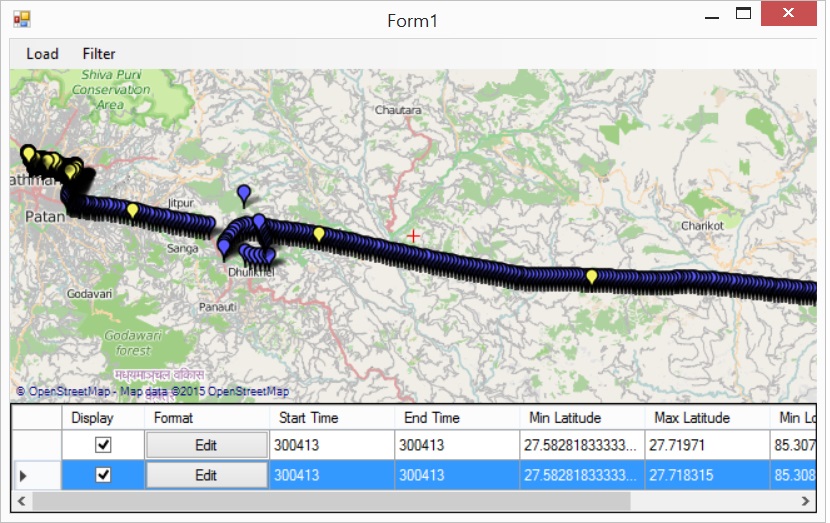 Form1
Load Filter
Shiva Puri
Conservation
Area
Chautara
athman
Jitpur
Patan
Charikot
Sanga
Dhulikhel
Godavari
Panauti
Godawari
forest
मध्यमाञ्चल विकास
© OpenStreetMap - Map data ©2015 OpenStreetMap
Display Format Start Time End Time Min Latitude Max Latitude Min Lo
Edit 300413 300413 27.58281833333... 27.71971 85.307
Edit 300413 300413 27.58281833333... 27.718315 85.308